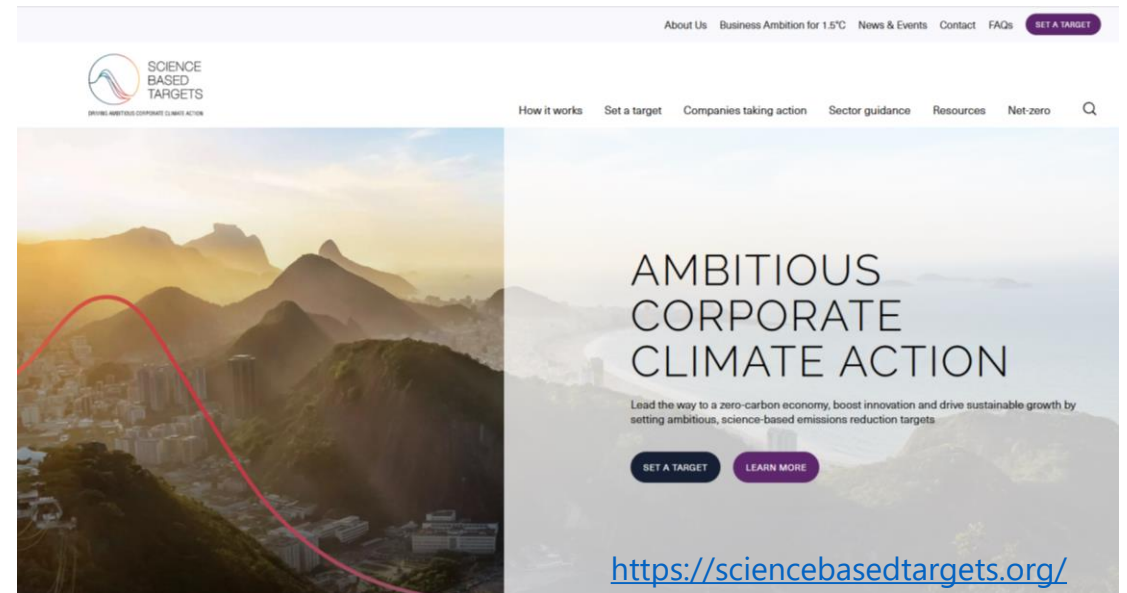 About Us Business Ambition for 1.5°C News & Events Contact FAQs SET A TARGET
SCIENCE
BASED
TARGETS
DRIVING AMBITIOUS CORPORATE CLIMATE ACTION
How it works Set a target Companies taking action Sector guidance Resources Net-zero
AMBITIOUS
CORPORATE
CLIMATE ACTION
Lead the way to a zero-carbon economy, boost innovation and drive sustainable growth by
setting ambitious, science-based emissions reduction targets
SET A TARGET LEARN MORE
https://sciencebasedtargets.org/